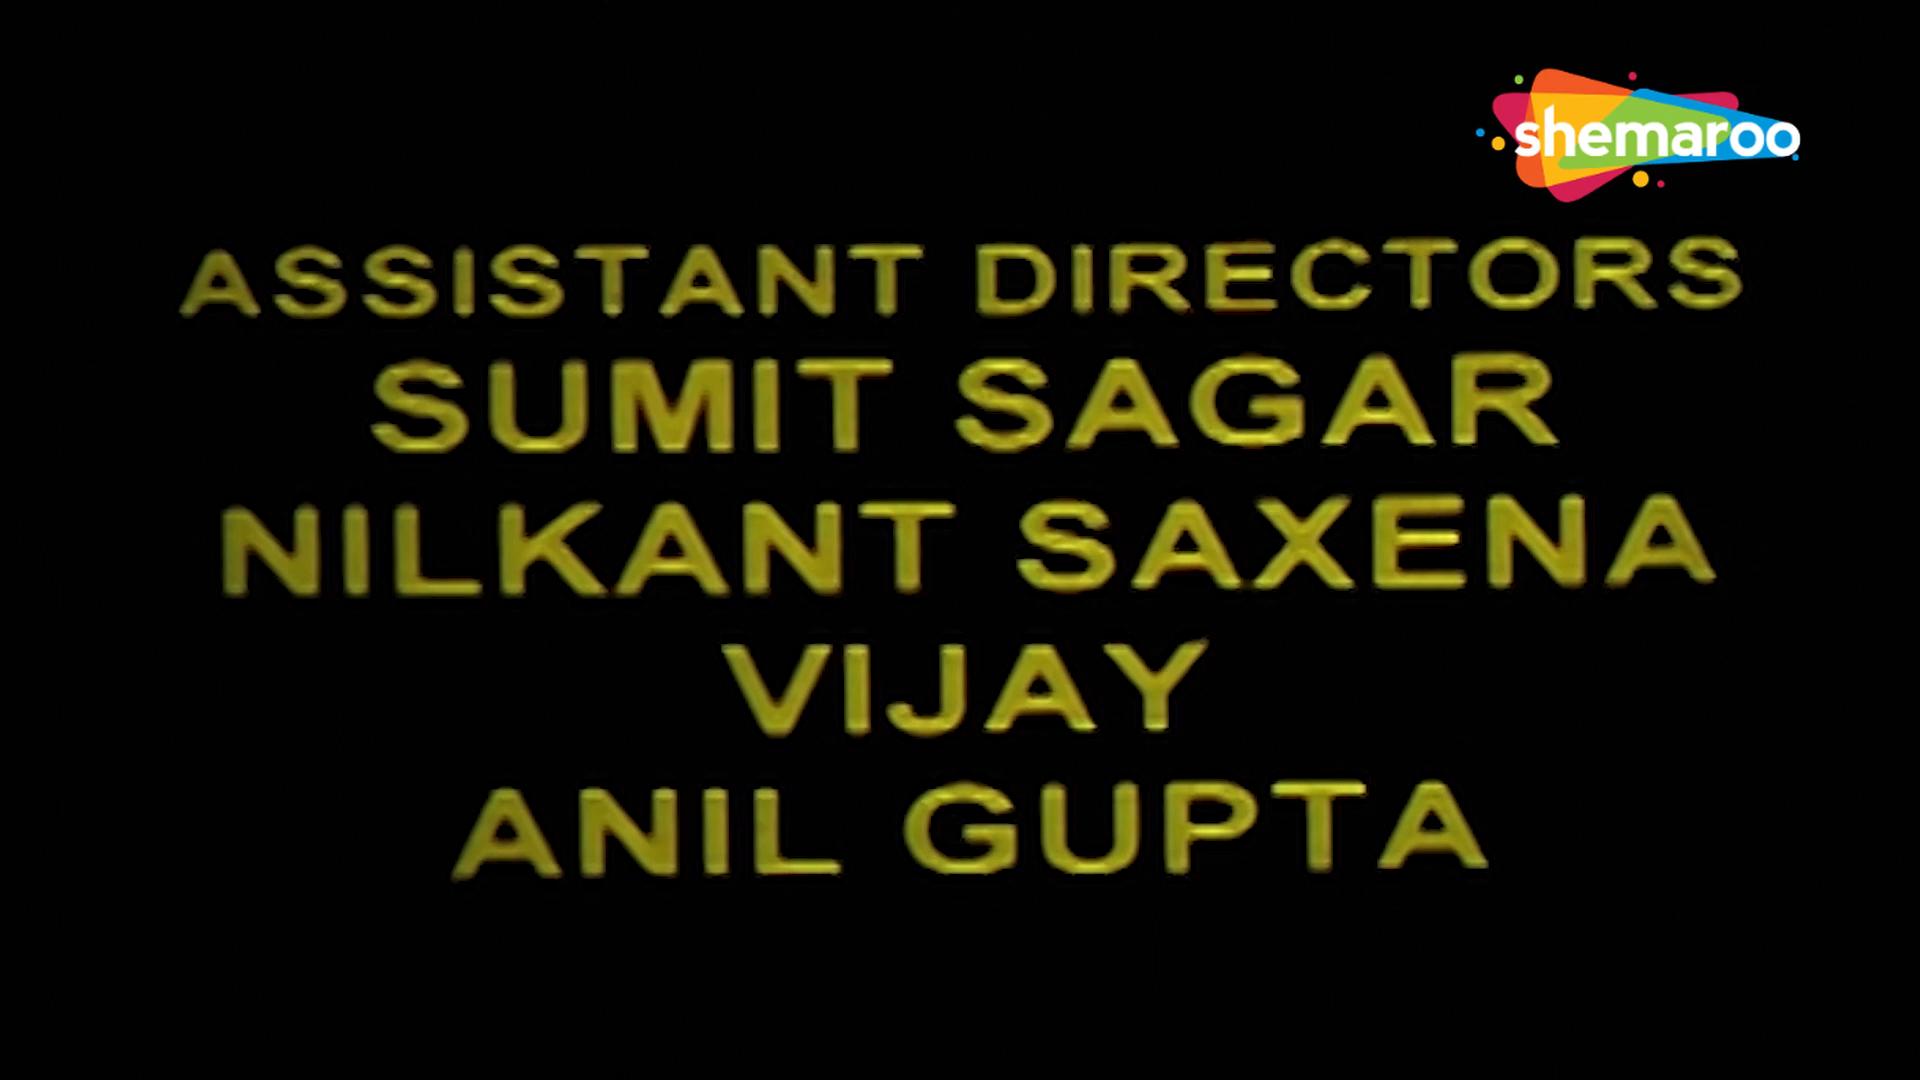 shemaroo
ASSISTANT DIRECTORS
SUMIT SAGAR
NILKANT SAXENA
VIJAY
ANIL GUPTA